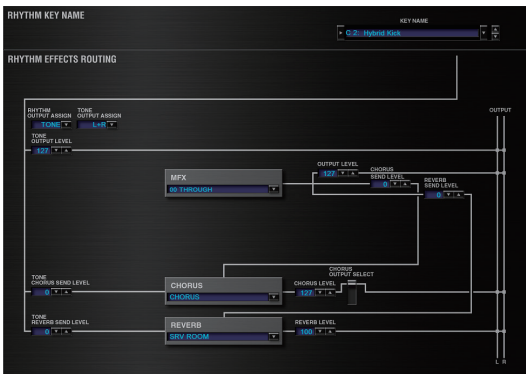 RHYTHM KEY NAME
KEY NAME
C 2: Hybrid Kick
RHYTHM EFFECTS ROUTING
OUTPUT
RHYTHM
OUTPUT ASSIGN
TONE
OUTPUT ASSIGN
TONE
L+R
TONE
OUTPUT LEVEL
127
OUTPUT LEVEL
127
CHORUS
SEND LEVEL
0
REVERB
SEND LEVEL
0
MFX
00 THROUGH
TONE
CHORUS SEND LEVEL
0
CHORUS
CHORUS
CHORUS LEVEL
127
CHORUS
OUTPUT SELECT
TONE
REVERB SEND LEVEL
0
REVERB
SRV ROOM
REVERB LEVEL
100
L R